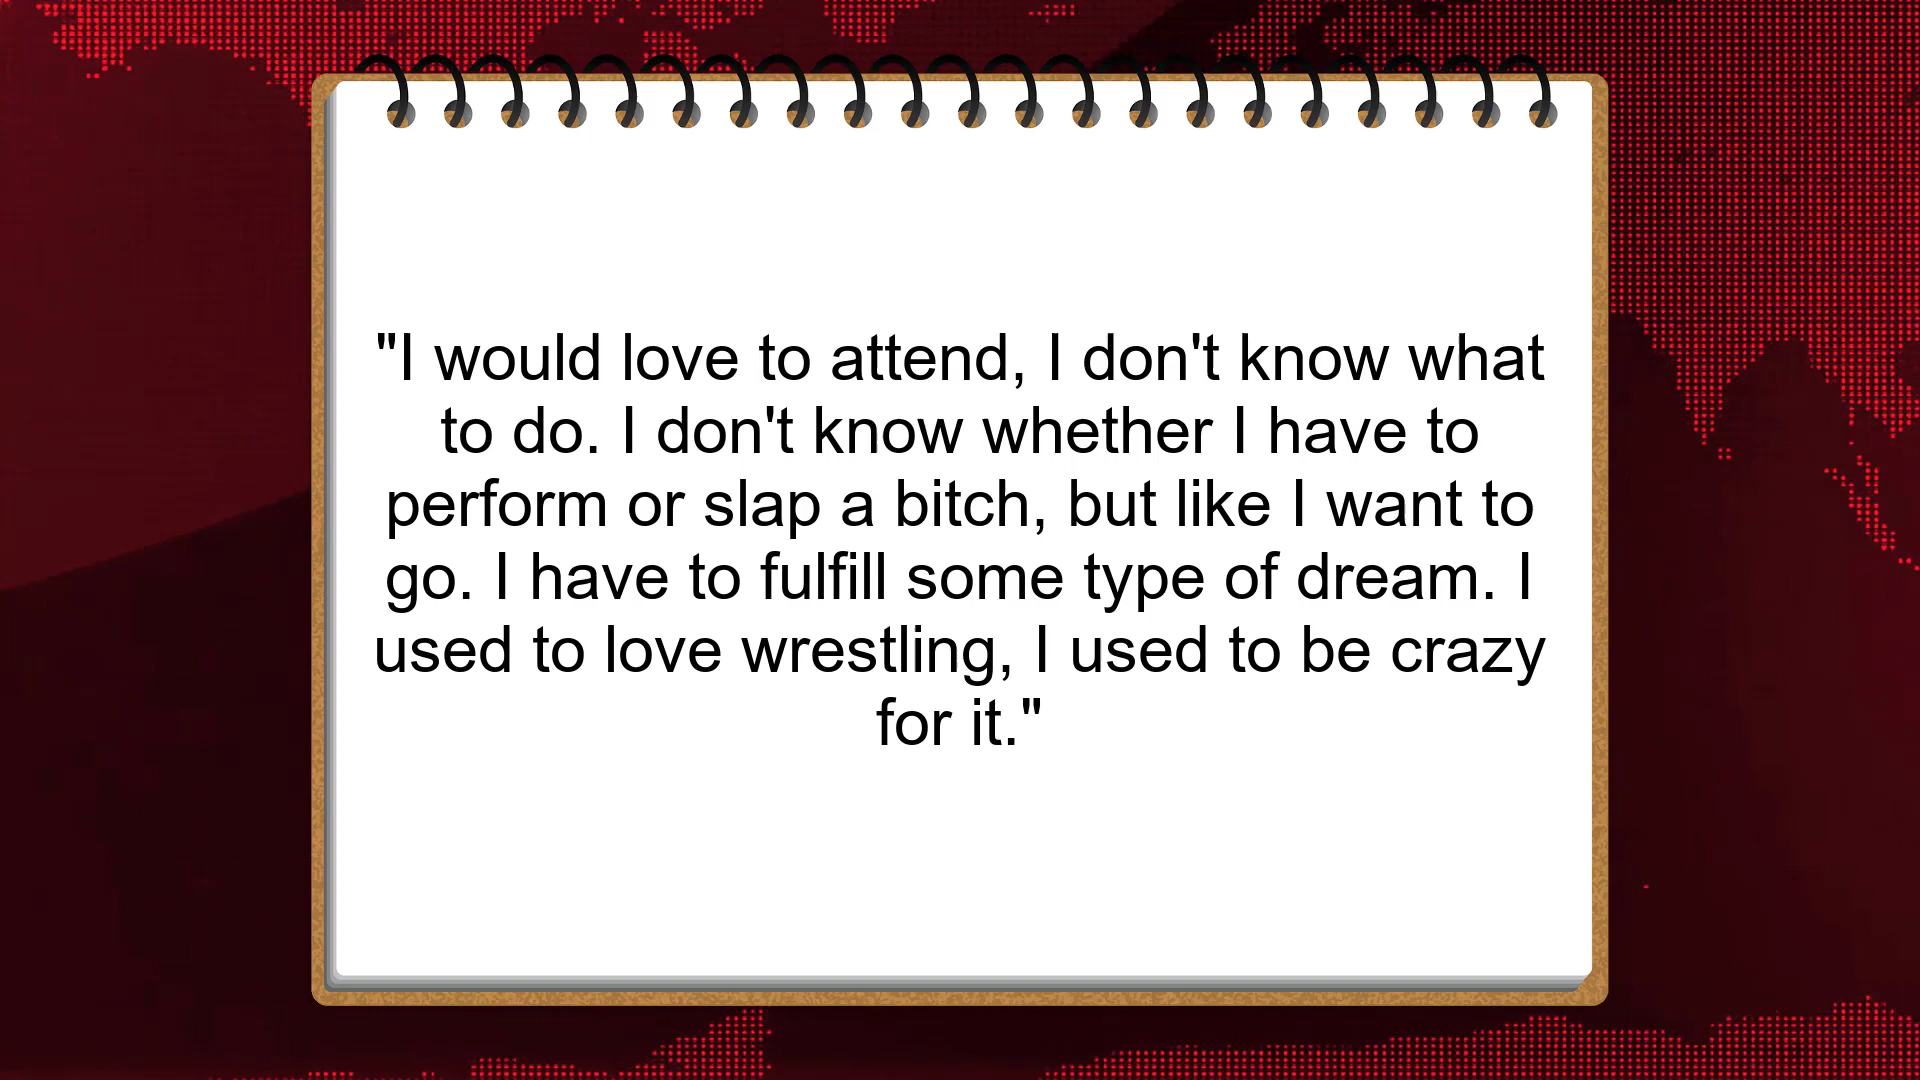 "I would love to attend, I don't know what
to do. I don't know whether I have to
perform or slap a bitch, but like I want to
go. I have to fulfill some type of dream. I
used to love wrestling, I used to be crazy
for it."